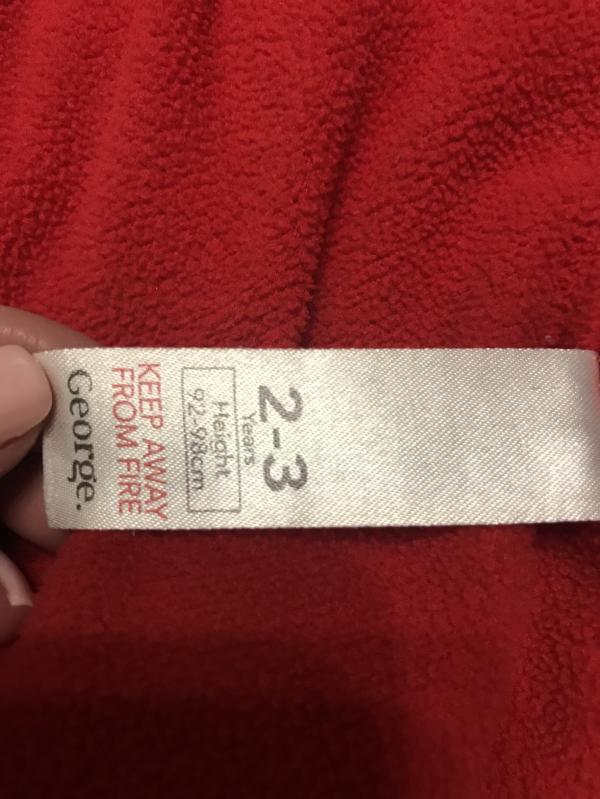 2-3
Years
Height
92-98cm
KEEP AWAY
FROM FIRE
George.